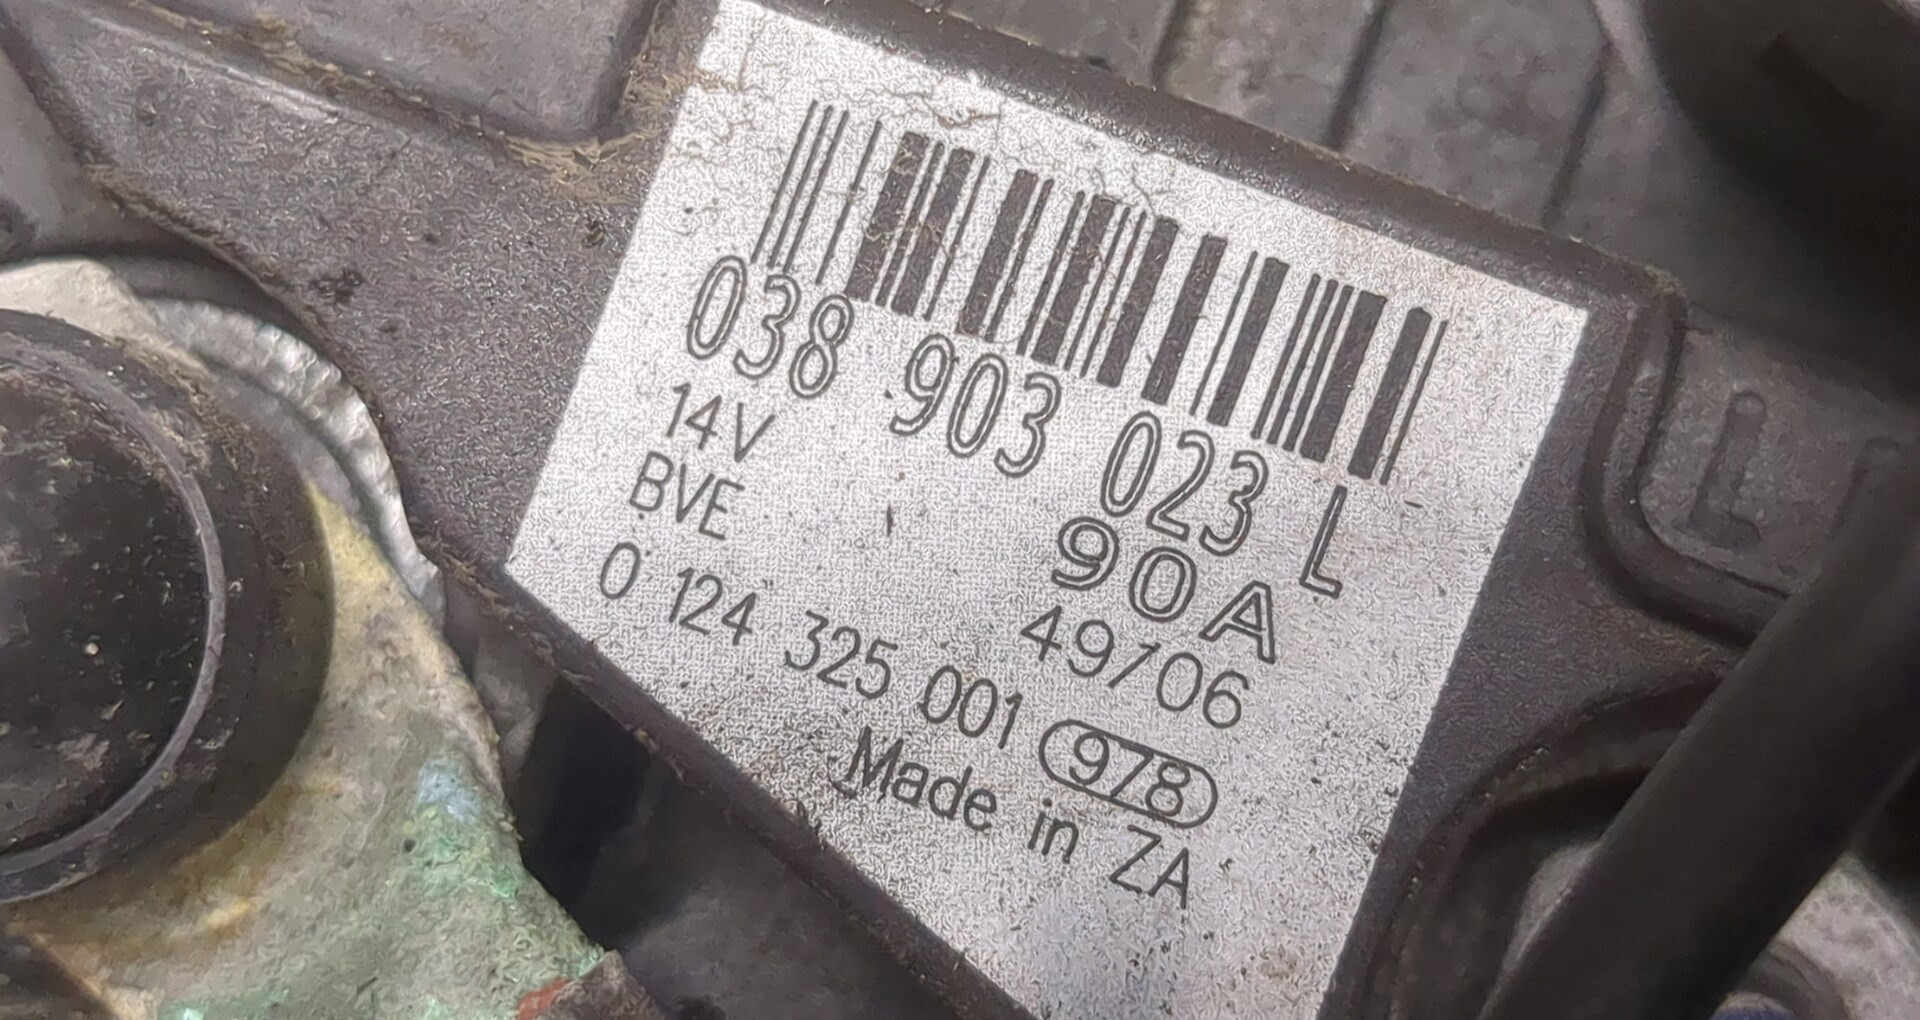 038 903 023 L
14V 90A
BVE 49/06
0 124 325 001 978
Made in ZA